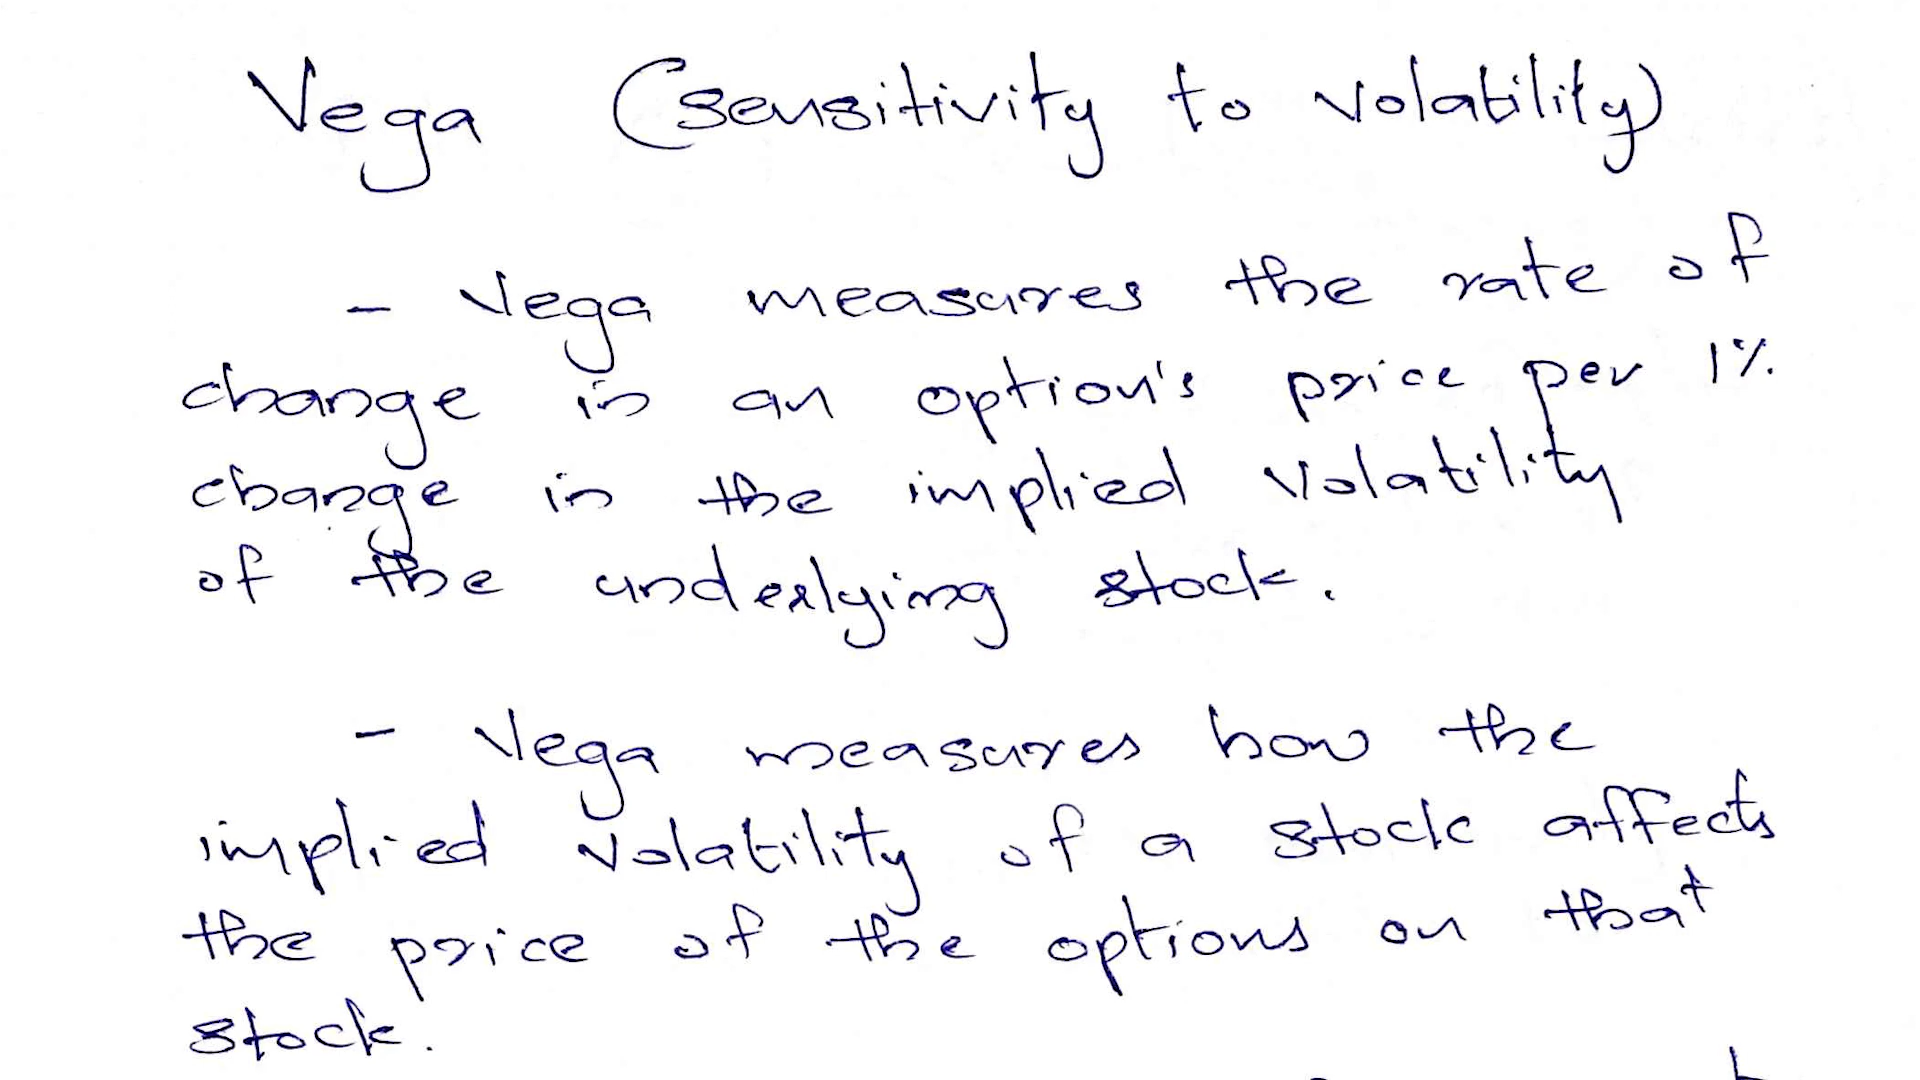 Vega (sensitivity to volatility)
- Vega measures the rate of
change in an option's price per 1%
change in the implied volatility
of the underlying stock.
- Vega measures how the
implied volatility of a stock affects
the price of the options on that
stock.